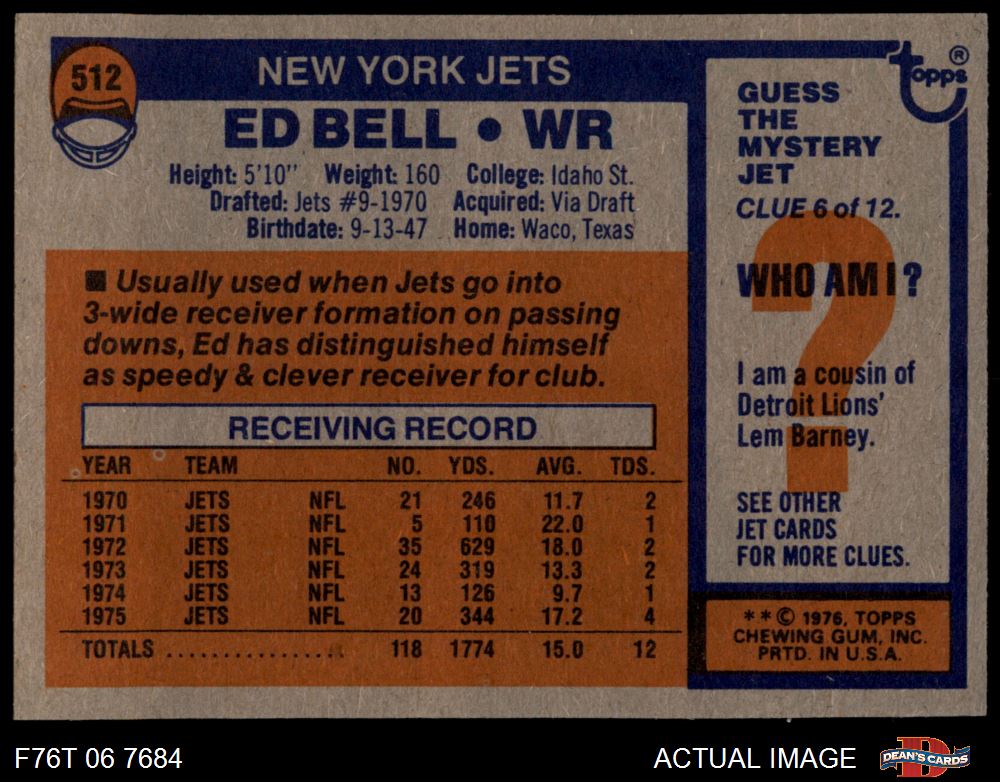 512
NEW YORK JETS
ED BELL • WR
Height: 5'10" Weight: 160 College: Idaho St.
Drafted: Jets #9-1970 Acquired: Via Draft
Birthdate: 9-13-47 Home: Waco, Texas
■ Usually used when Jets go into
3-wide receiver formation on passing
downs, Ed has distinguished himself
as speedy & clever receiver for club.
RECEIVING RECORD
YEAR TEAM NO. YDS. AVG. TDS.
1970 JETS NFL 21 246 11.7 2
1971 JETS NFL 5 110 22.0 1
1972 JETS NFL 35 629 18.0 2
1973 JETS NFL 24 319 13.3 2
1974 JETS NFL 13 126 9.7 1
1975 JETS NFL 20 344 17.2 4
TOTALS ................ 118 1774 15.0 12
topps ®
GUESS
THE
MYSTERY
JET
CLUE 6 of 12.
?
WHO AM I?
I am a cousin of
Detroit Lions'
Lem Barney.
SEE OTHER
JET CARDS
FOR MORE CLUES.
* * © 1976, TOPPS
CHEWING GUM, INC.
PRTD. IN U.S.A.
F76T 06 7684
ACTUAL IMAGE
D
DEAN'S CARDS